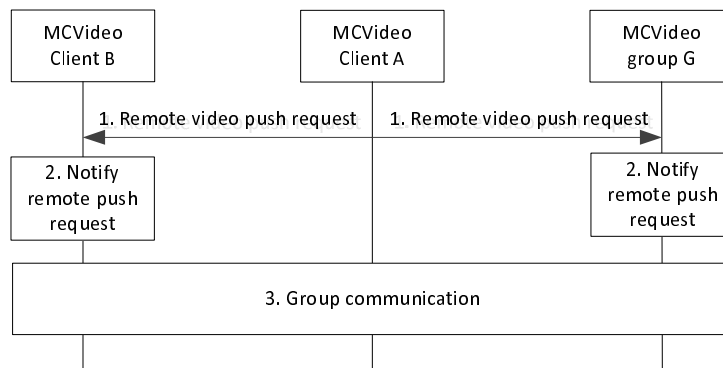 MCVideo
Client B
MCVideo
Client A
MCVideo
group G
1. Remote video push request
1. Remote video push request
2. Notify
remote push
request
2. Notify
remote push
request
3. Group communication